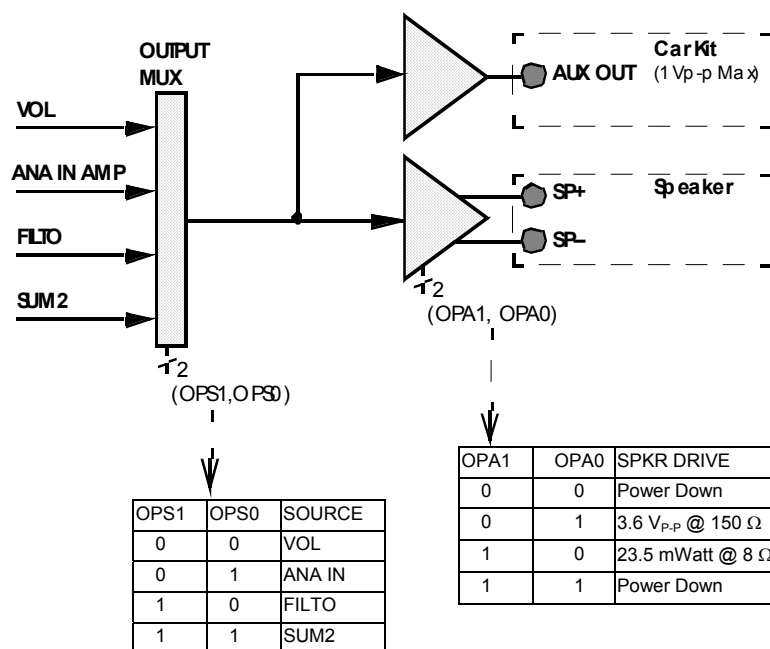 OUTPUT
MUX
VOL
ANA IN AMP
FILTO
SUM2
CarKit
AUX OUT (1 Vp-p Max)
SP+ Speaker
SP–
2
(OPA1, OPA0)
2
(OPS1,OPS0)
OPA1 OPA0 SPKR DRIVE
0 0 Power Down
0 1 3.6 VP-P @ 150 Ω
1 0 23.5 mWatt @ 8 Ω
1 1 Power Down
OPS1 OPS0 SOURCE
0 0 VOL
0 1 ANA IN
1 0 FILTO
1 1 SUM2